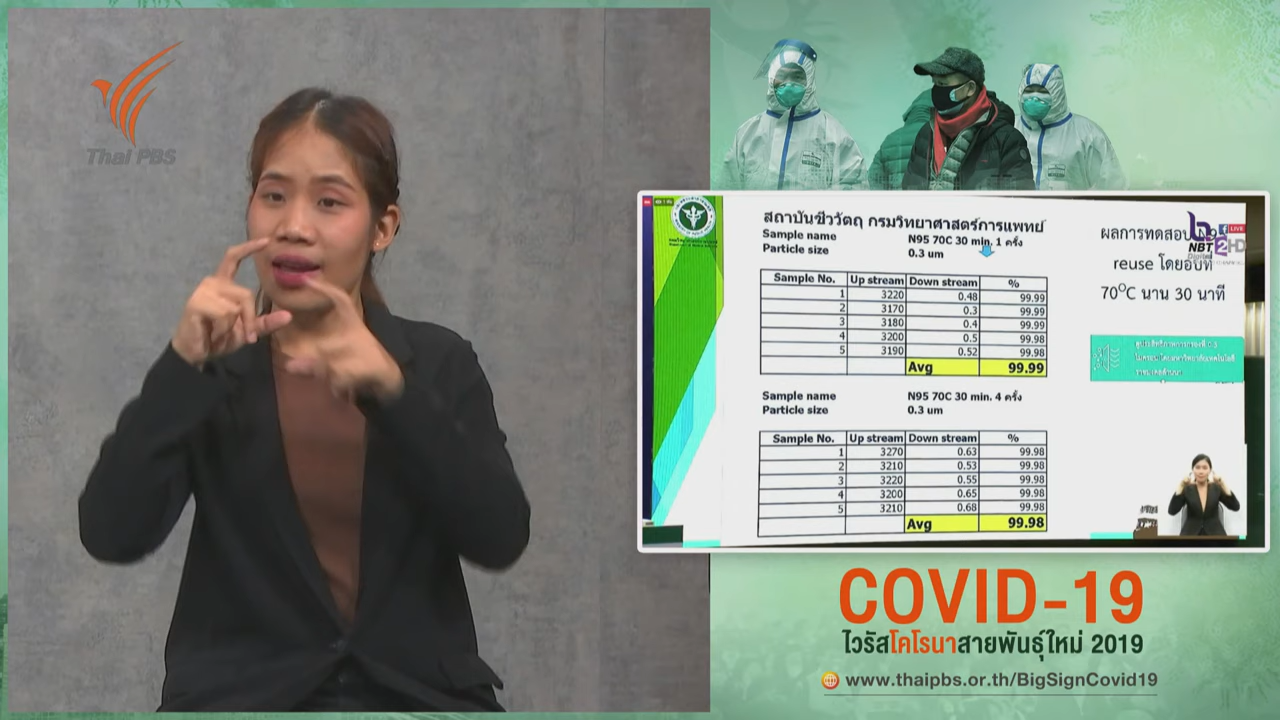 Thai PBS
สถาบันชีววัตถุ กรมวิทยาศาสตร์การแพทย์
Sample name N95 70C 30 min. 1 ครั้ง
Particle size 0.3 um
Sample No. Up stream Down stream %
1 3220 0.48 99.99
2 3170 0.3 99.99
3 3180 0.4 99.99
4 3200 0.5 99.98
5 3190 0.52 99.98
Avg 99.99
Sample name N95 70C 30 min. 4 ครั้ง
Particle size 0.3 um
Sample No. Up stream Down stream %
1 3270 0.63 99.98
2 3210 0.53 99.98
3 3220 0.55 99.98
4 3200 0.65 99.98
5 3210 0.68 99.98
Avg 99.98
ผลการทดสอบ
reuse โดยอบที่
70°C นาน 30 นาที
NBT 2HD
Digital
LIVE
COVID-19
ไวรัสโคโรนาสายพันธุ์ใหม่ 2019
www.thaipbs.or.th/BigSignCovid19